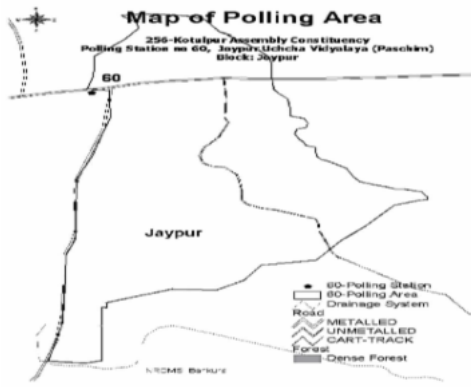 Map of Polling Area
256-Kotulpur Assembly Constituency
Polling Station no 60, Jaypur Uchcha Vidyalaya (Paschim)
Block: Jaypur
60
Jaypur
60-Polling Station
60-Polling Area
Drainage System
Road
METALLED
UNMETALLED
CART-TRACK
Forest
Dense Forest
NRDMS Bankura